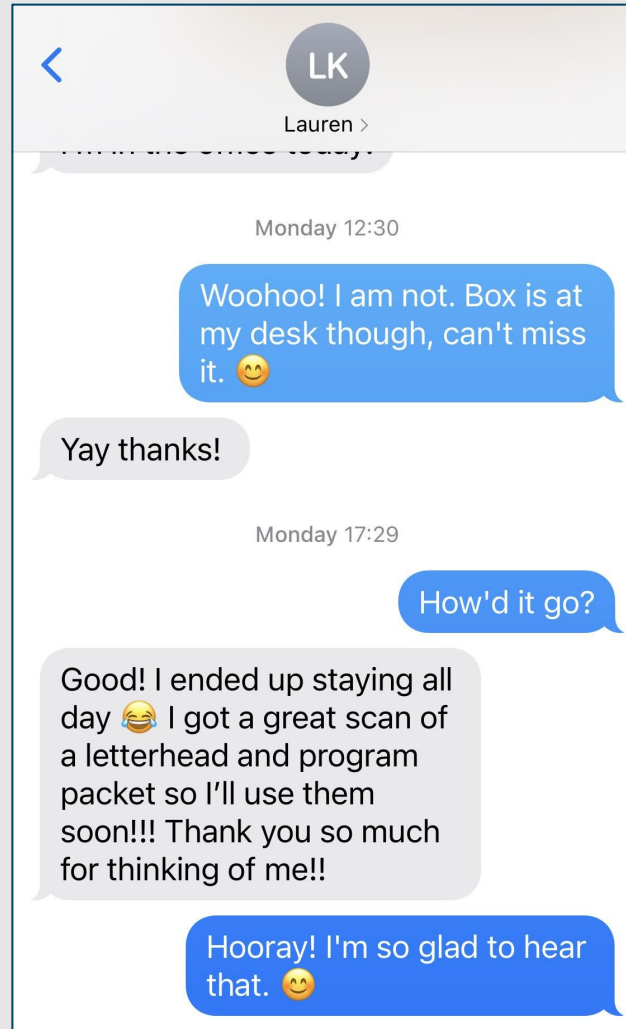 LK
Lauren >
Monday 12:30
Woohoo! I am not. Box is at
my desk though, can't miss
it. 😊
Yay thanks!
Monday 17:29
How'd it go?
Good! I ended up staying all
day 😂 I got a great scan of
a letterhead and program
packet so I’ll use them
soon!!! Thank you so much
for thinking of me!!
Hooray! I'm so glad to hear
that. 😊